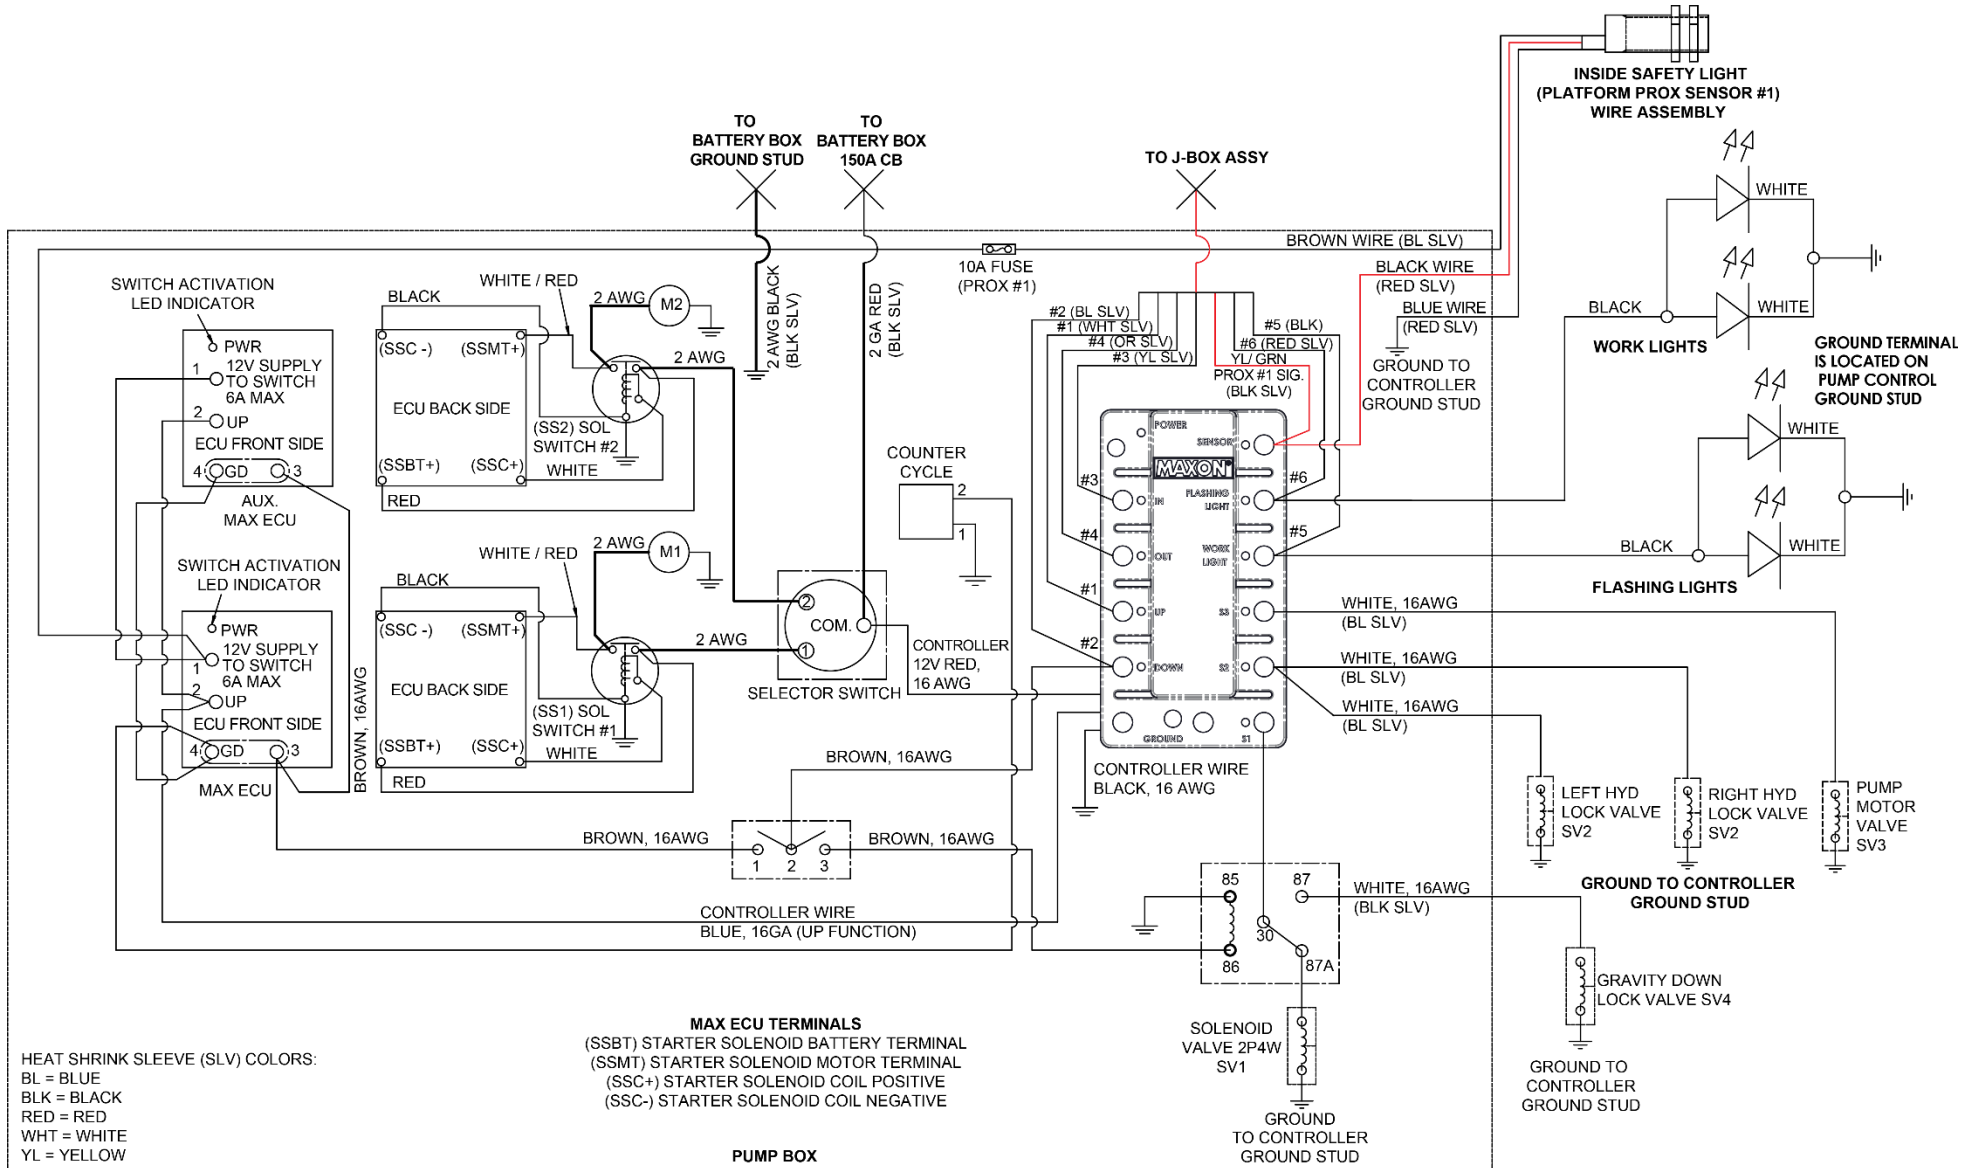 INSIDE SAFETY LIGHT
(PLATFORM PROX SENSOR #1)
WIRE ASSEMBLY
TO
BATTERY BOX
GROUND STUD
TO
BATTERY BOX
150A CB
TO J-BOX ASSY
WHITE
WHITE
BLACK
WORK LIGHTS
GROUND TERMINAL
IS LOCATED ON
PUMP CONTROL
GROUND STUD
WHITE
WHITE
BLACK
FLASHING LIGHTS
BROWN WIRE (BL SLV)
10A FUSE
(PROX #1)
BLACK WIRE
(RED SLV)
BLUE WIRE
(RED SLV)
GROUND TO
CONTROLLER
GROUND STUD
2 AWG BLACK
(BLK SLV)
2 GA RED
(BLK SLV)
#2 (BL SLV)
#1 (WHT SLV)
#4 (OR SLV)
#3 (YL SLV)
#5 (BLK)
#6 (RED SLV)
YL/ GRN
PROX #1 SIG.
(BLK SLV)
SWITCH ACTIVATION
LED INDICATOR
PWR
1
12V SUPPLY
TO SWITCH
6A MAX
2
UP
ECU FRONT SIDE
4
GD
3
AUX.
MAX ECU
BLACK
WHITE / RED
2 AWG
M2
2 AWG
(SSC -)
(SSMT+)
ECU BACK SIDE
(SSBT+)
(SSC+)
(SS2) SOL
SWITCH #2
WHITE
RED
COUNTER
CYCLE
2
1
SWITCH ACTIVATION
LED INDICATOR
PWR
12V SUPPLY
TO SWITCH
6A MAX
1
2
UP
ECU FRONT SIDE
4
GD
3
MAX ECU
BROWN, 16AWG
BLACK
WHITE / RED
2 AWG
M1
2 AWG
(SSC -)
(SSMT+)
ECU BACK SIDE
(SSBT+)
(SSC+)
(SS1) SOL
SWITCH #1
WHITE
RED
2
COM.
1
SELECTOR SWITCH
CONTROLLER
12V RED,
16 AWG
POWER
SENSOR
MAXON®
#3
IN
FLASHING
LIGHT
#6
#4
OUT
WORK
LIGHT
#5
#1
UP
S3
#2
DOWN
S2
GROUND
S1
WHITE, 16AWG
(BL SLV)
WHITE, 16AWG
(BL SLV)
WHITE, 16AWG
(BL SLV)
CONTROLLER WIRE
BLACK, 16 AWG
BROWN, 16AWG
BROWN, 16AWG
BROWN, 16AWG
1
2
3
CONTROLLER WIRE
BLUE, 16GA (UP FUNCTION)
LEFT HYD
LOCK VALVE
SV2
RIGHT HYD
LOCK VALVE
SV2
PUMP
MOTOR
VALVE
SV3
GROUND TO CONTROLLER
GROUND STUD
85
87
30
86
87A
WHITE, 16AWG
(BLK SLV)
GRAVITY DOWN
LOCK VALVE SV4
GROUND TO
CONTROLLER
GROUND STUD
SOLENOID
VALVE 2P4W
SV1
GROUND
TO CONTROLLER
GROUND STUD
MAX ECU TERMINALS
(SSBT) STARTER SOLENOID BATTERY TERMINAL
(SSMT) STARTER SOLENOID MOTOR TERMINAL
(SSC+) STARTER SOLENOID COIL POSITIVE
(SSC-) STARTER SOLENOID COIL NEGATIVE
HEAT SHRINK SLEEVE (SLV) COLORS:
BL = BLUE
BLK = BLACK
RED = RED
WHT = WHITE
YL = YELLOW
PUMP BOX